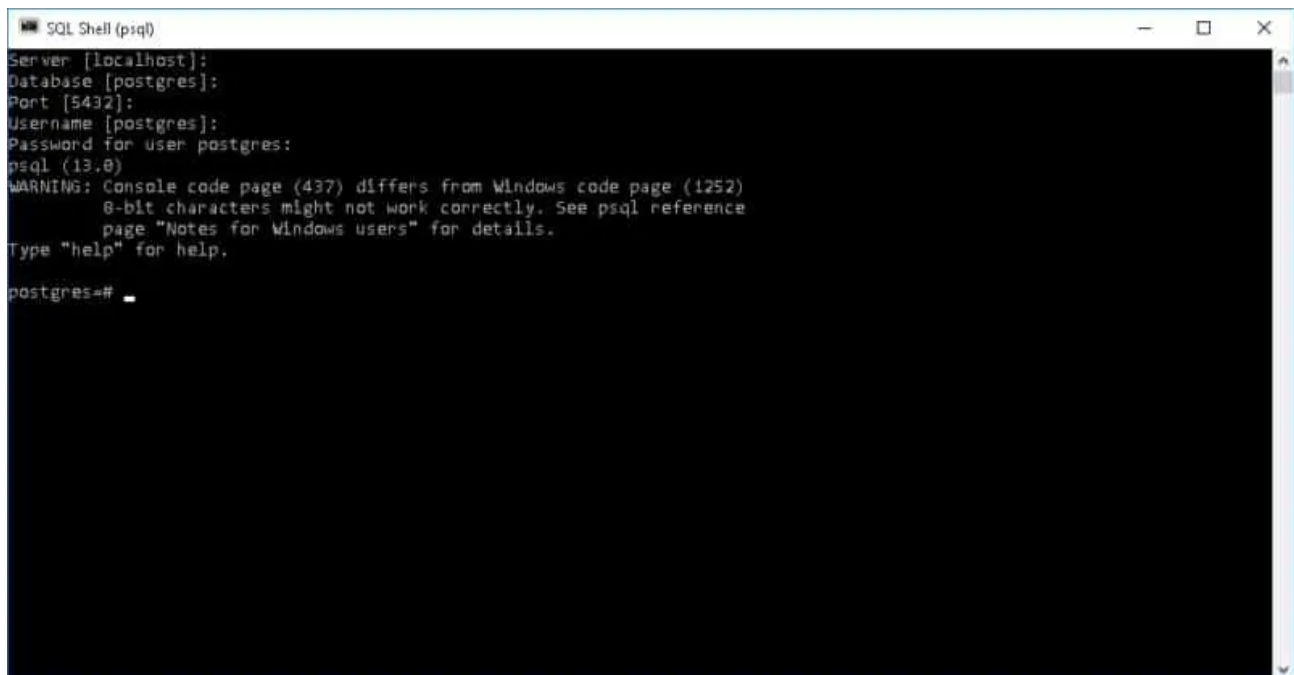 SQL Shell (psql)
Server [localhost]:
Database [postgres]:
Port [5432]:
Username [postgres]:
Password for user postgres:
psql (13.0)
WARNING: Console code page (437) differs from Windows code page (1252)
         8-bit characters might not work correctly. See psql reference
         page "Notes for Windows users" for details.
Type "help" for help.
postgres=#